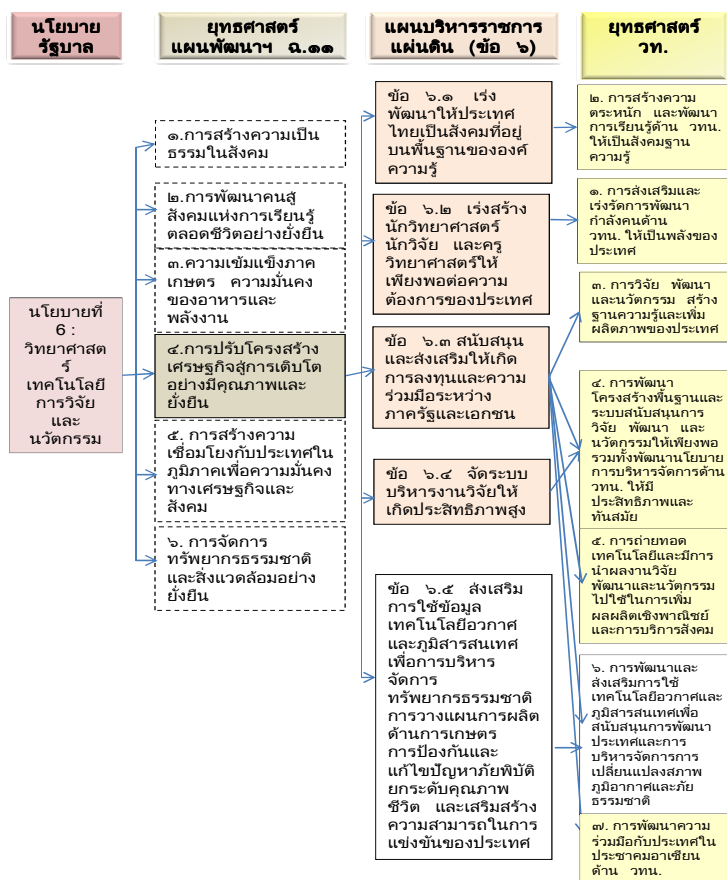 นโยบาย
รัฐบาล
ยุทธศาสตร์
แผนพัฒนาฯ ฉ.๑๑
แผนบริหารราชการ
แผ่นดิน (ข้อ ๖)
ยุทธศาสตร์
วท.
นโยบายที่
6 :
วิทยาศาสต
ร์
เทคโนโลยี
การวิจัย
และ
นวัตกรรม
๑.การสร้างความเป็น
ธรรมในสังคม
๒.การพัฒนาคนสู่
สังคมแห่งการเรียนรู้
ตลอดชีวิตอย่างยั่งยืน
๓.ความเข้มแข็งภาค
เกษตร ความมั่นคง
ของอาหารและ
พลังงาน
๔.การปรับโครงสร้าง
เศรษฐกิจสู่การเติบโต
อย่างมีคุณภาพและ
ยั่งยืน
๕. การสร้างความ
เชื่อมโยงกับประเทศใน
ภูมิภาคเพื่อความมั่นคง
ทางเศรษฐกิจและ
สังคม
๖. การจัดการ
ทรัพยากรธรรมชาติ
และสิ่งแวดล้อมอย่าง
ยั่งยืน
ข้อ ๖.๑ เร่ง
พัฒนาให้ประเทศ
ไทยเป็นสังคมที่อยู่
บนพื้นฐานขององค์
ความรู้
ข้อ ๖.๒ เร่งสร้าง
นักวิทยาศาสตร์
นักวิจัย และครู
วิทยาศาสตร์ให้
เพียงพอต่อความ
ต้องการของประเทศ
ข้อ ๖.๓ สนับสนุน
และส่งเสริมให้เกิด
การลงทุนและความ
ร่วมมือระหว่าง
ภาครัฐและเอกชน
ข้อ ๖.๔ จัดระบบ
บริหารงานวิจัยให้
เกิดประสิทธิภาพสูง
ข้อ ๖.๕ ส่งเสริม
การใช้ข้อมูล
เทคโนโลยีอวกาศ
และภูมิสารสนเทศ
เพื่อการบริหาร
จัดการ
ทรัพยากรธรรมชาติ
การวางแผนการผลิต
ด้านการเกษตร
การป้องกันและ
แก้ไขปัญหาภัยพิบัติ
ยกระดับคุณภาพ
ชีวิต และเสริมสร้าง
ความสามารถในการ
แข่งขันของประเทศ
๒. การสร้างความ
ตระหนัก และพัฒนา
การเรียนรู้ด้าน วทน.
ให้เป็นสังคมฐาน
ความรู้
๑. การส่งเสริมและ
เร่งรัดการพัฒนา
กำลังคนด้าน
วทน. ให้เป็นพลังของ
ประเทศ
๓. การวิจัย พัฒนา
และนวัตกรรม สร้าง
ฐานความรู้และเพิ่ม
ผลิตภาพของประเทศ
๔. การพัฒนา
โครงสร้างพื้นฐานและ
ระบบสนับสนุนการ
วิจัย พัฒนา และ
นวัตกรรมให้เพียงพอ
รวมทั้งพัฒนานโยบาย
การบริหารจัดการด้าน
วทน. ให้มี
ประสิทธิภาพและ
ทันสมัย
๕. การถ่ายทอด
เทคโนโลยีและมีการ
นำผลงานวิจัย
พัฒนาและนวัตกรรม
ไปใช้ในการเพิ่ม
ผลผลิตเชิงพาณิชย์
และการบริการสังคม
๖. การพัฒนาและ
ส่งเสริมการใช้
เทคโนโลยีอวกาศและ
ภูมิสารสนเทศเพื่อ
สนับสนุนการพัฒนา
ประเทศและการ
บริหารจัดการการ
เปลี่ยนแปลงสภาพ
ภูมิอากาศและภัย
ธรรมชาติ
๗. การพัฒนาความ
ร่วมมือกับประเทศใน
ประชาคมอาเซียน
ด้าน วทน.